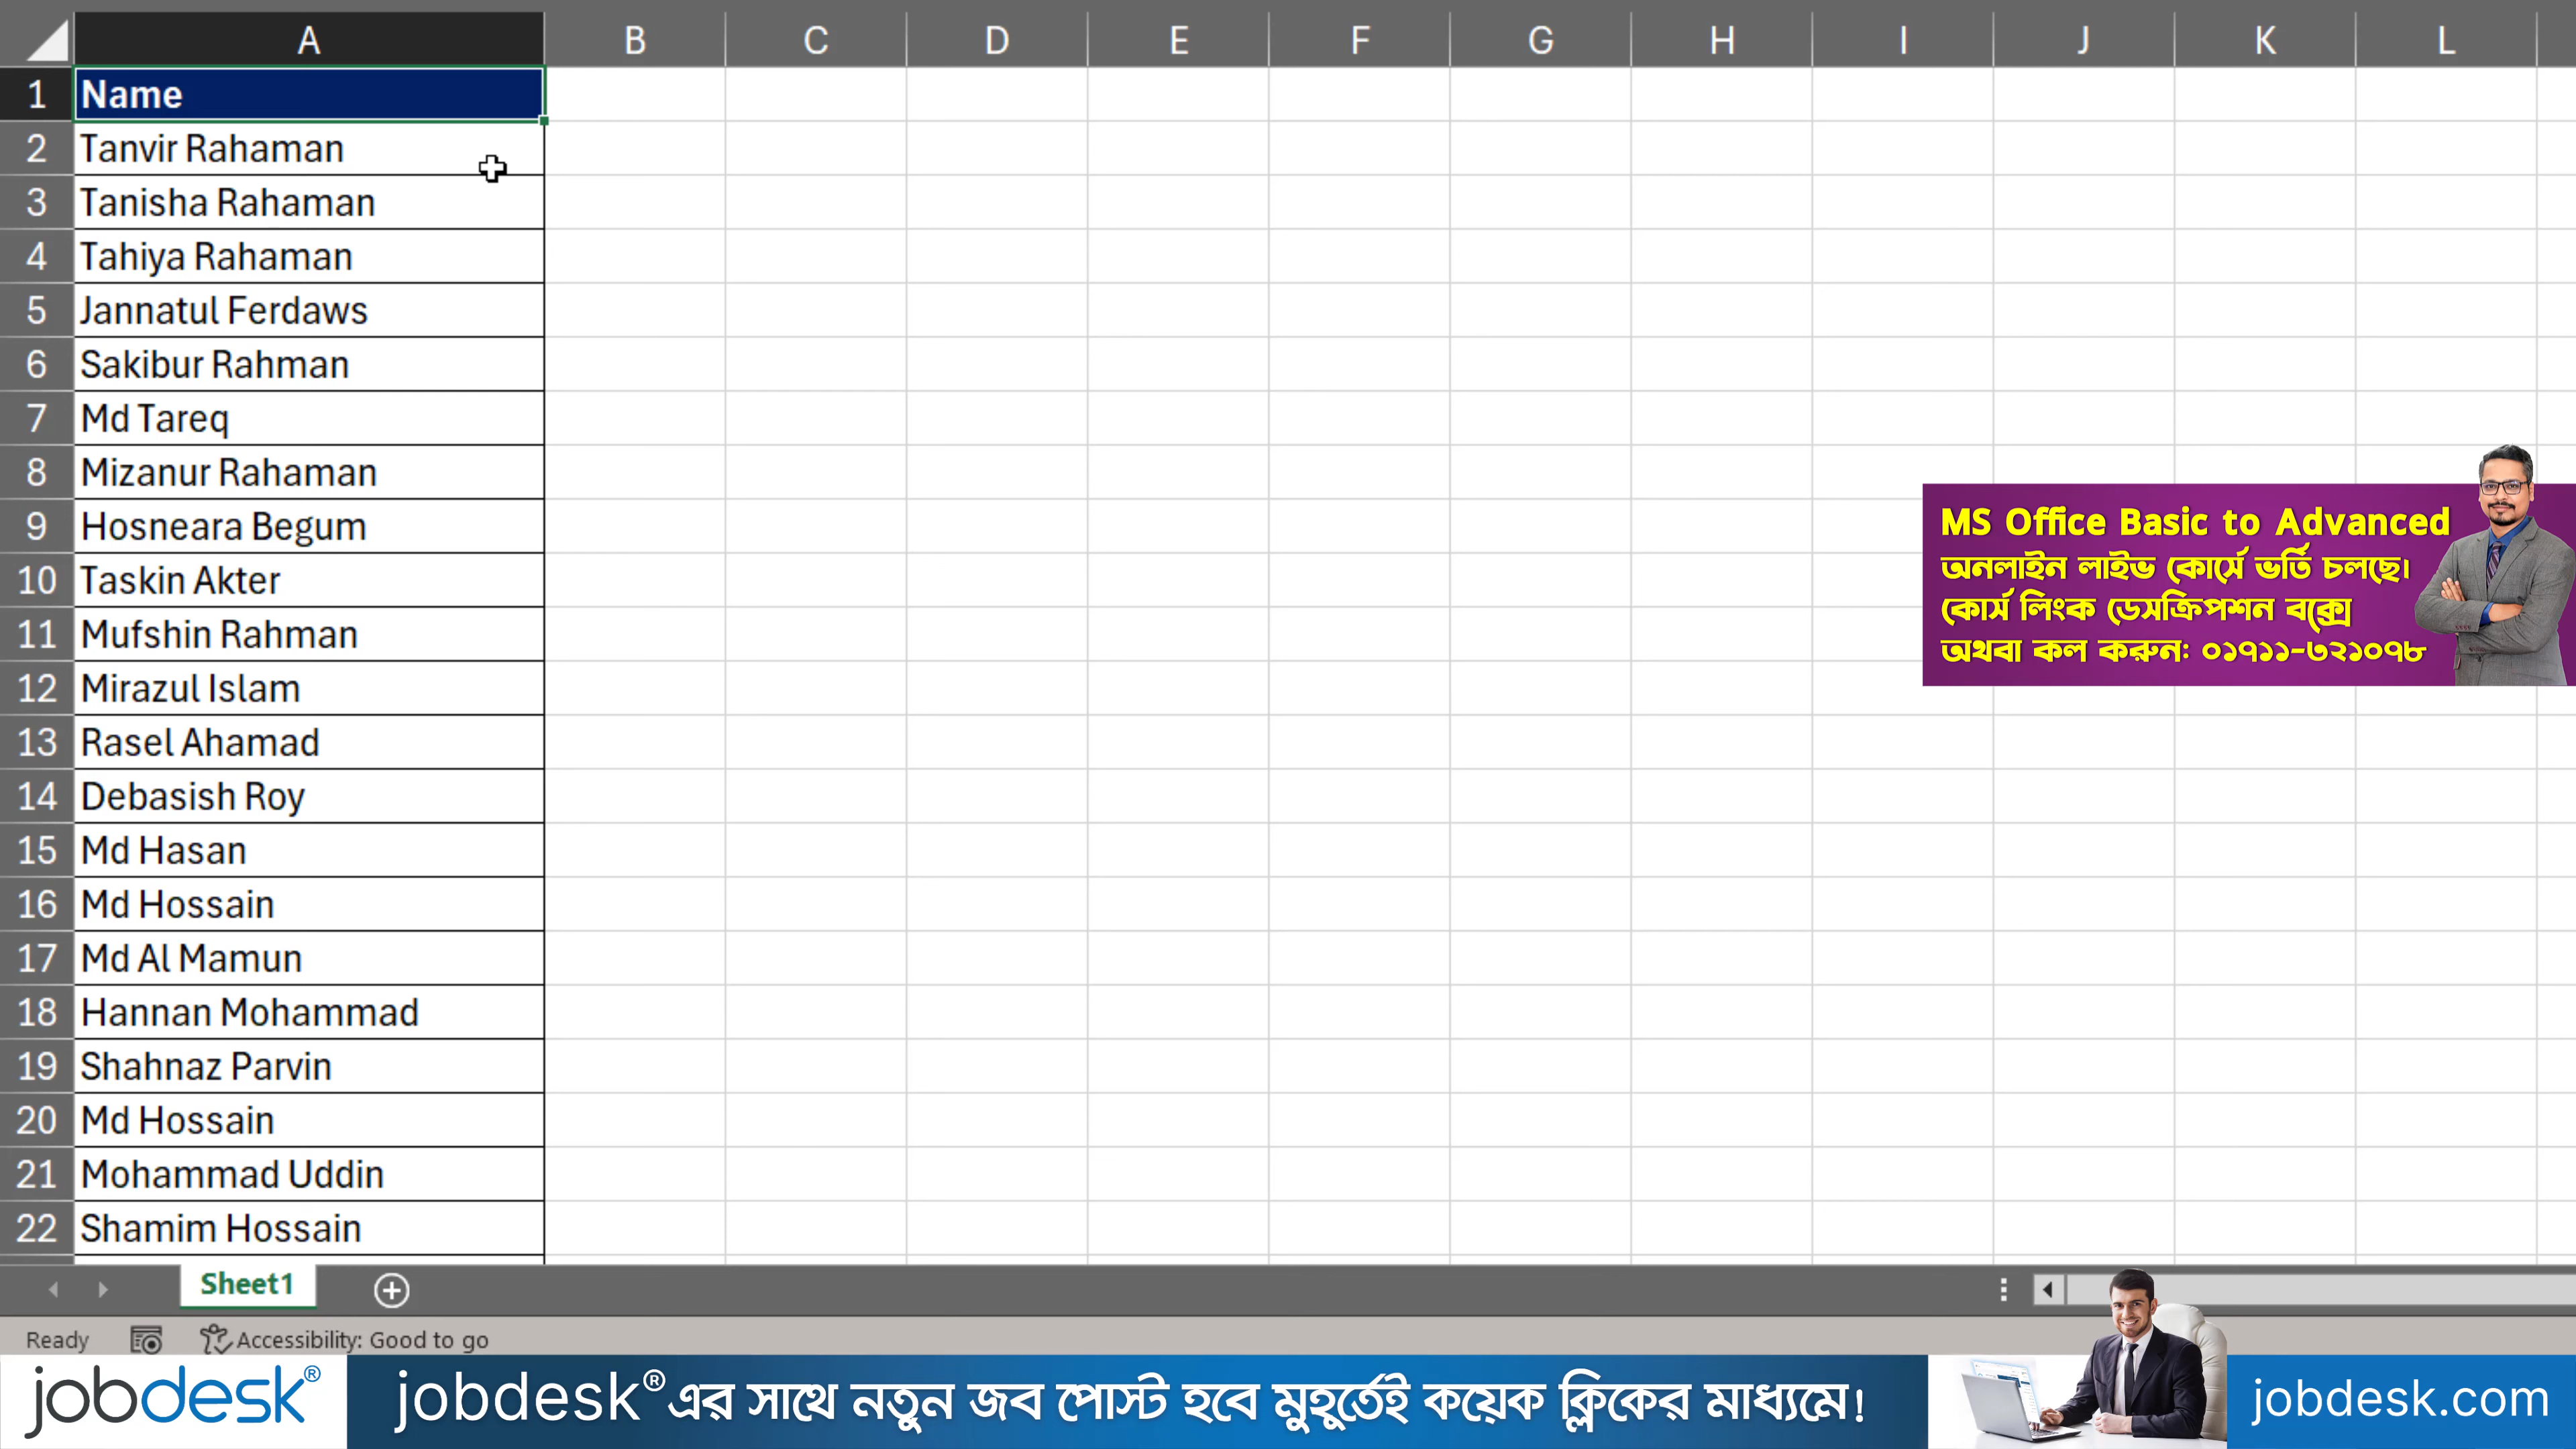 A B C D E F G H I J K L
1 Name
2 Tanvir Rahaman
3 Tanisha Rahaman
4 Tahiya Rahaman
5 Jannatul Ferdaws
6 Sakibur Rahman
7 Md Tareq
8 Mizanur Rahaman
9 Hosneara Begum
10 Taskin Akter
11 Mufshin Rahman
12 Mirazul Islam
13 Rasel Ahamad
14 Debasish Roy
15 Md Hasan
16 Md Hossain
17 Md Al Mamun
18 Hannan Mohammad
19 Shahnaz Parvin
20 Md Hossain
21 Mohammad Uddin
22 Shamim Hossain
MS Office Basic to Advanced
অনলাইন লাইভ কোর্সে ভর্তি চলছে।
কোর্স লিংক ডেসক্রিপশন বক্সে
অথবা কল করুন: ০১৭১১-৩২১০৭৮
Sheet1
Ready Accessibility: Good to go
jobdesk® jobdesk® এর সাথে নতুন জব পোস্ট হবে মুহূর্তেই কয়েক ক্লিকের মাধ্যমে! jobdesk.com